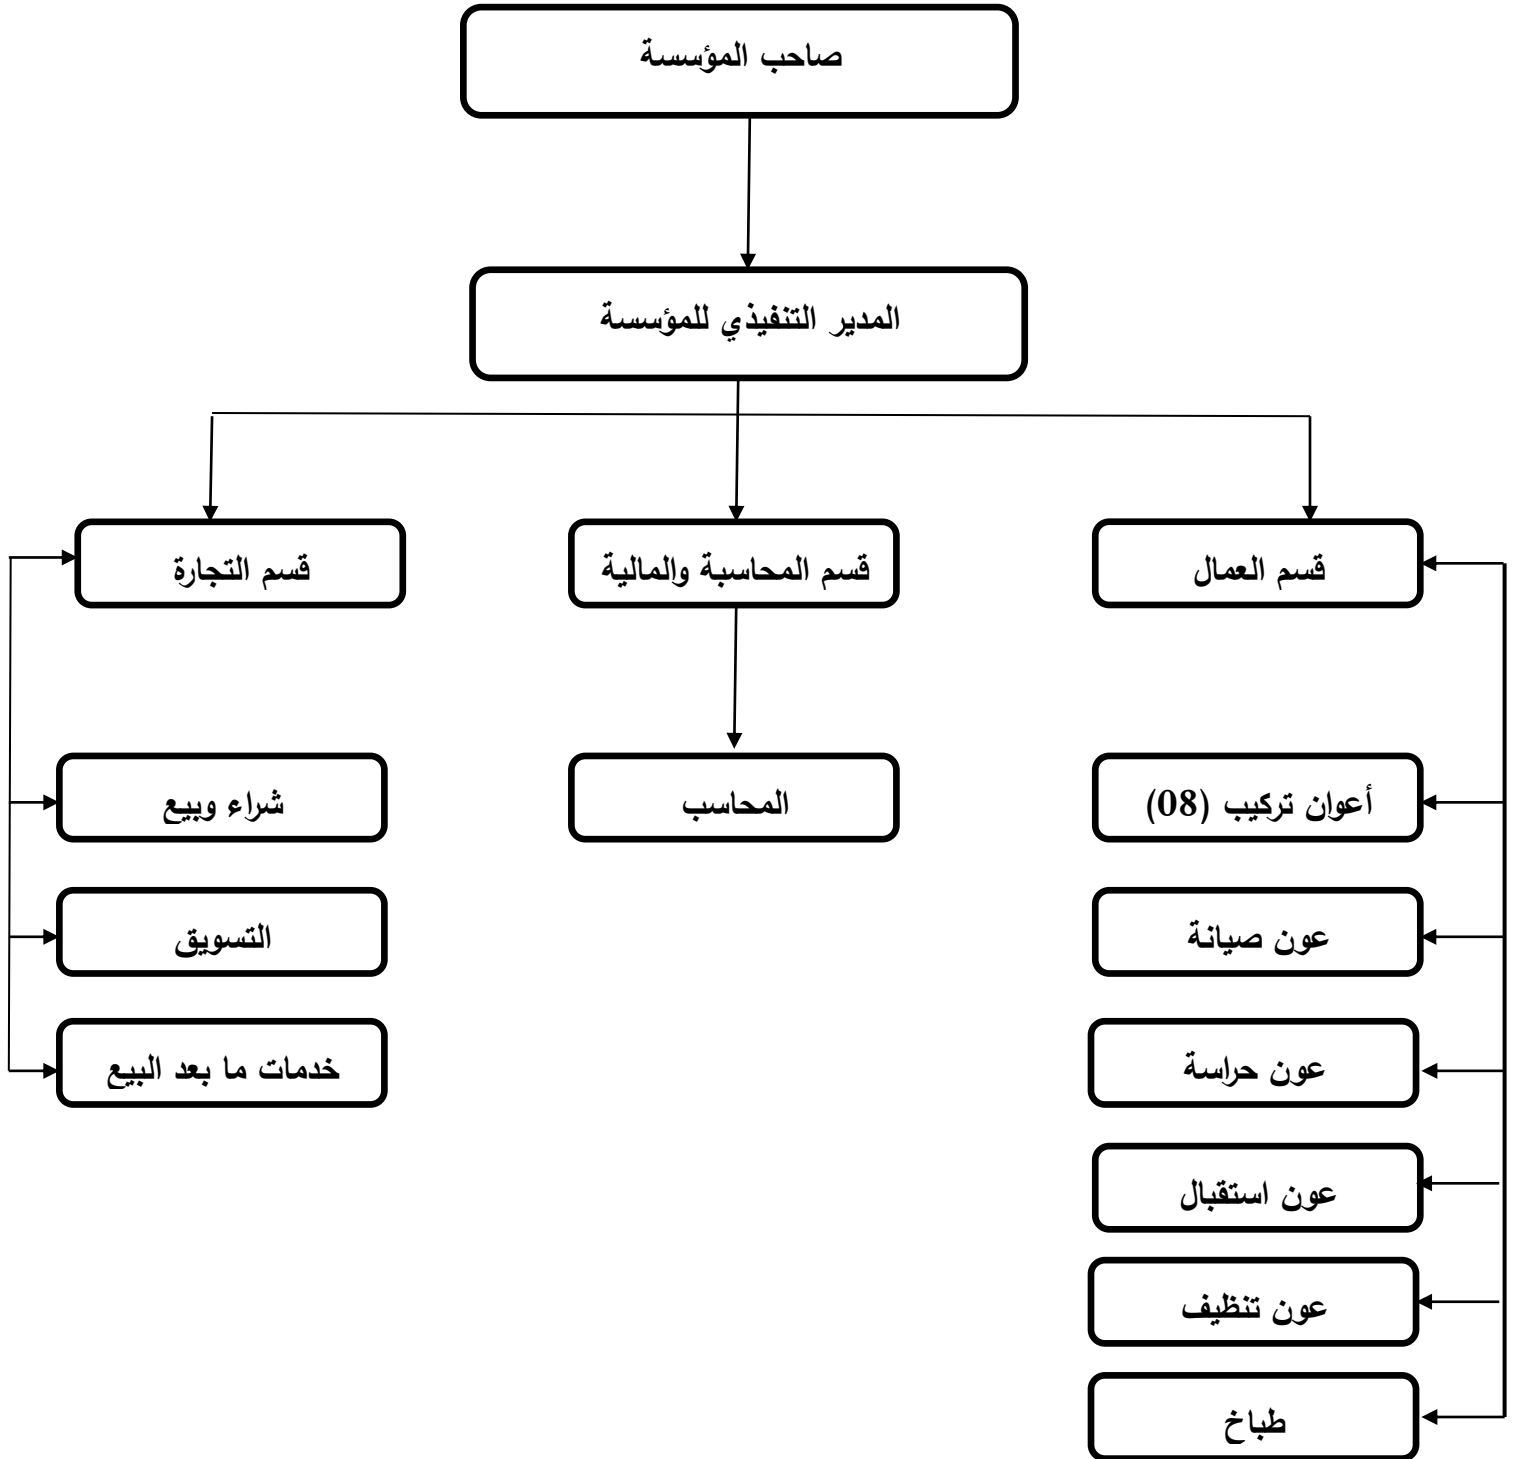 صاحب المؤسسة
المدير التنفيذي للمؤسسة
قسم العمال
قسم المحاسبة والمالية
قسم التجارة
أعوان تركيب (08)
المحاسب
شراء وبيع
عون صيانة
التسويق
عون حراسة
خدمات ما بعد البيع
عون استقبال
عون تنظيف
طباخ